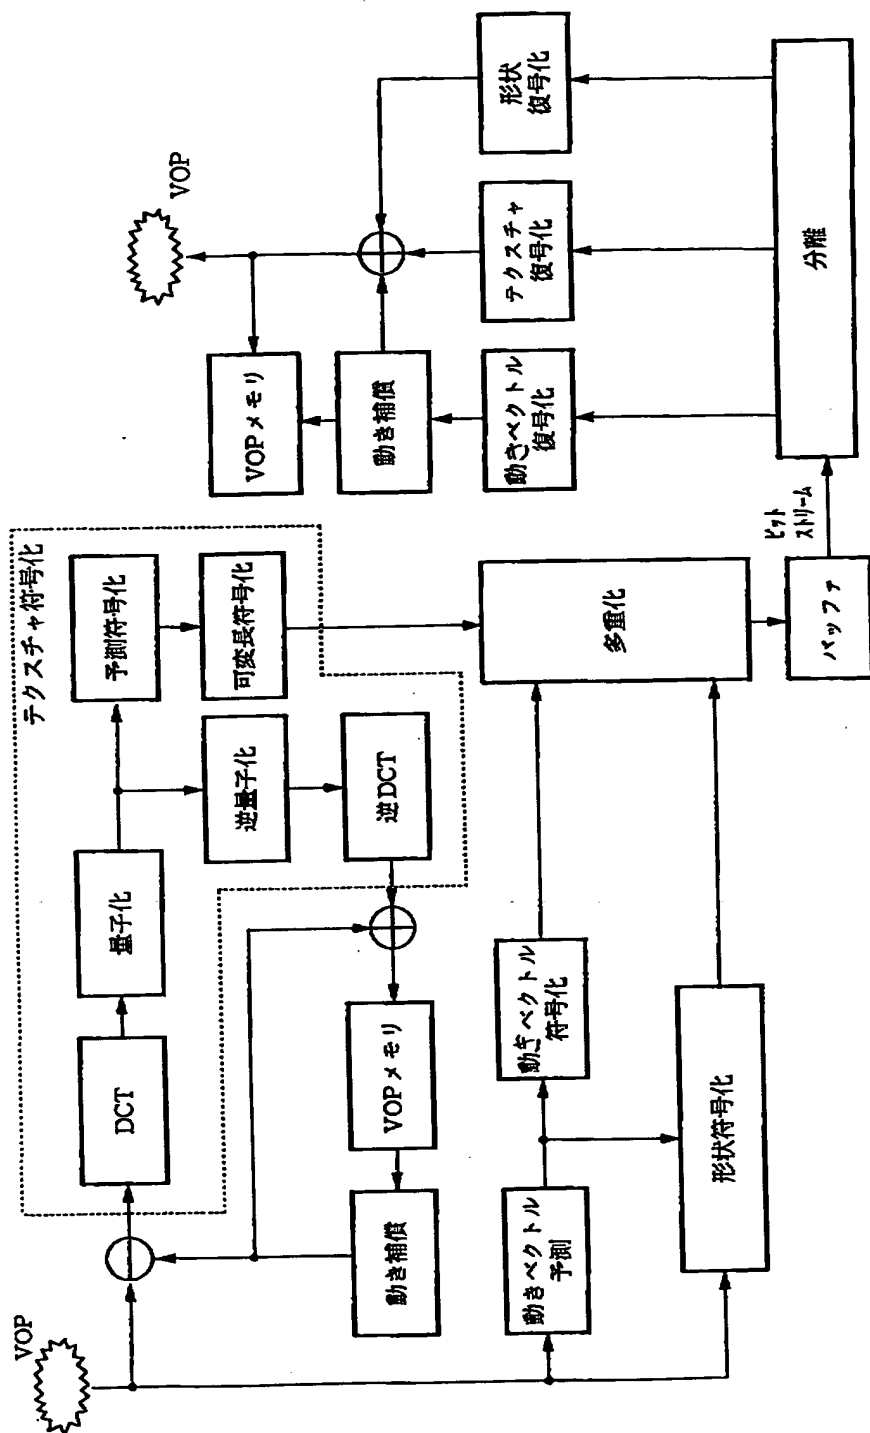 VOP
DCT
量子化
テクスチャ符号化
予測符号化
可変長符号化
逆量子化
逆DCT
VOPメモリ
動き補償
動きベクトル
予測
動きベクトル
符号化
形状符号化
多重化
バッファ
ビット
ストリーム
VOP
VOPメモリ
動き補償
動きベクトル
復号化
テクスチャ
復号化
形状
復号化
分離